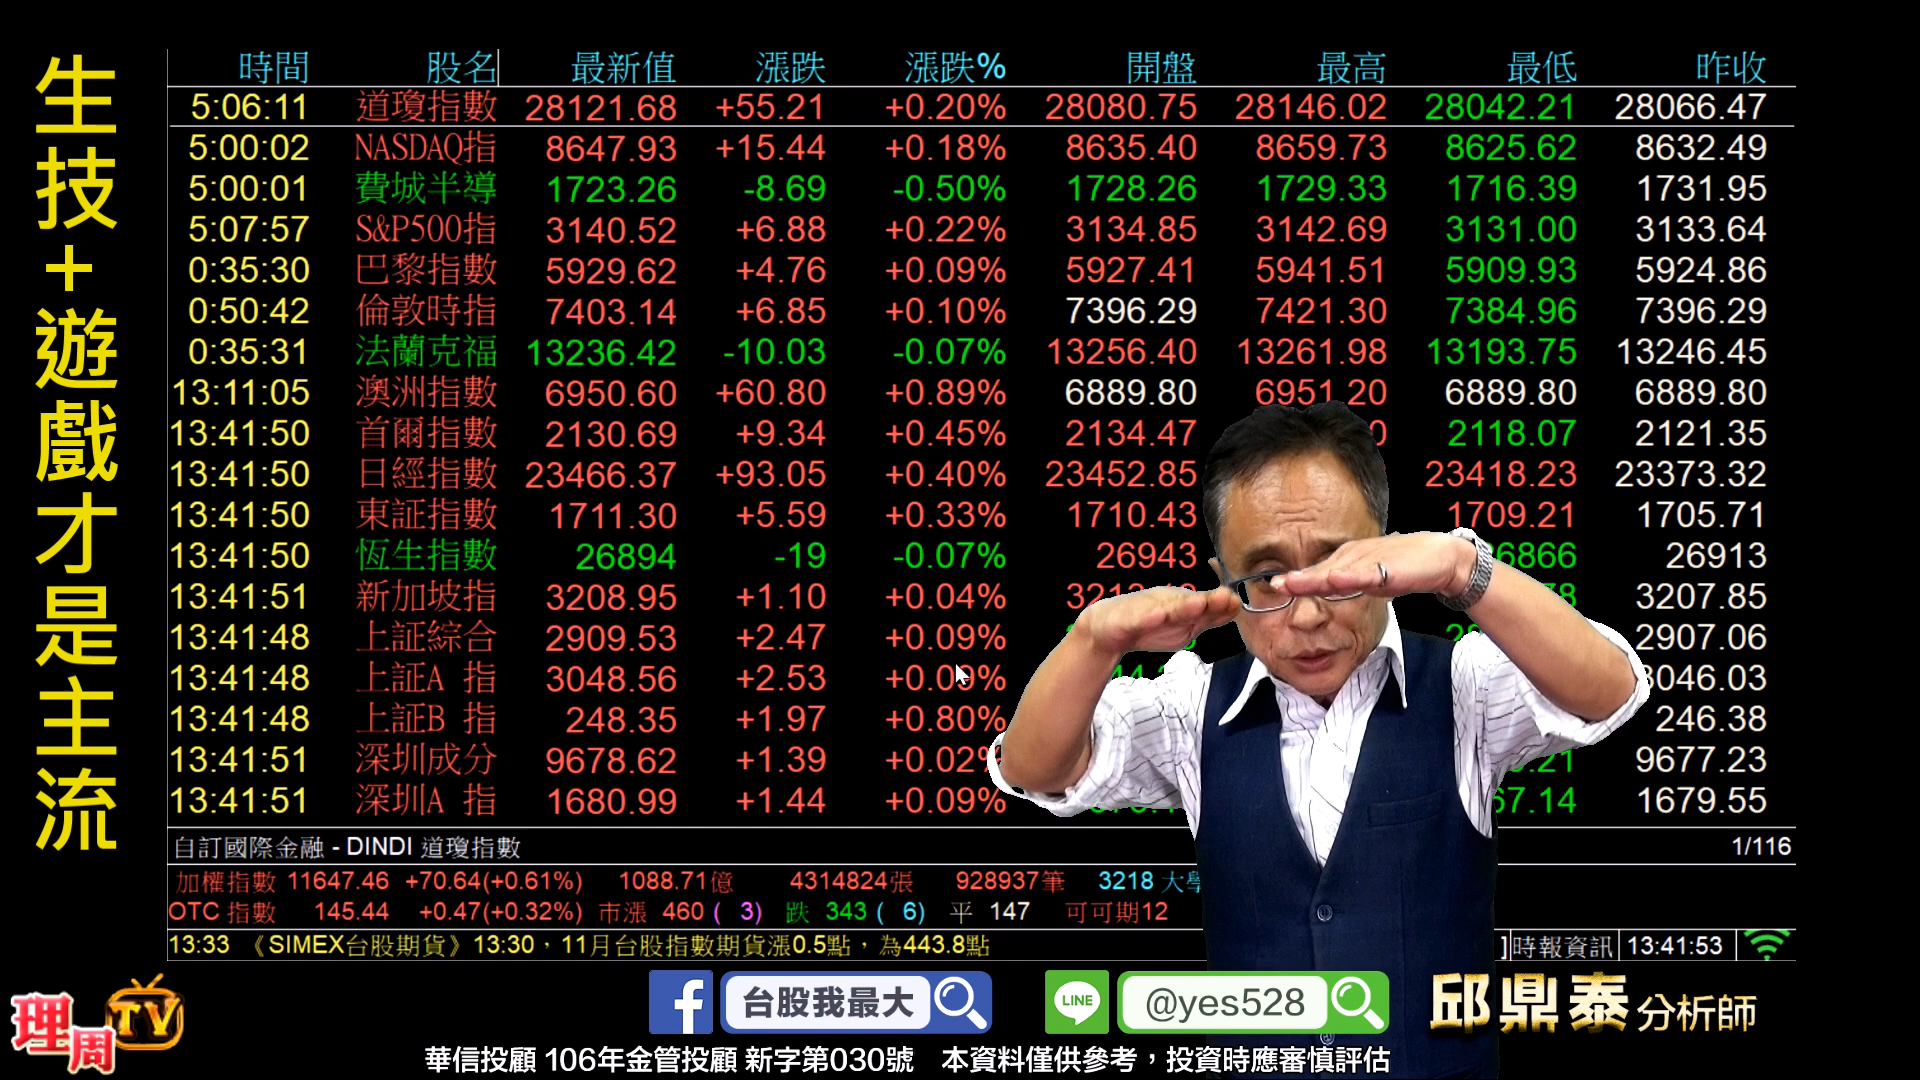 生技+遊戲才是主流
時間 股名 最新值 漲跌 漲跌% 開盤 最高 最低 昨收
5:06:11 道瓊指數 28121.68 +55.21 +0.20% 28080.75 28146.02 28042.21 28066.47
5:00:02 NASDAQ指 8647.93 +15.44 +0.18% 8635.40 8659.73 8625.62 8632.49
5:00:01 費城半導 1723.26 -8.69 -0.50% 1728.26 1729.33 1716.39 1731.95
5:07:57 S&P500指 3140.52 +6.88 +0.22% 3134.85 3142.69 3131.00 3133.64
0:35:30 巴黎指數 5929.62 +4.76 +0.09% 5927.41 5941.51 5909.93 5924.86
0:50:42 倫敦時指 7403.14 +6.85 +0.10% 7396.29 7421.30 7384.96 7396.29
0:35:31 法蘭克福 13236.42 -10.03 -0.07% 13256.40 13261.98 13193.75 13246.45
13:11:05 澳洲指數 6950.60 +60.80 +0.89% 6889.80 6951.20 6889.80 6889.80
13:41:50 首爾指數 2130.69 +9.34 +0.45% 2134.47 2118.07 2121.35
13:41:50 日經指數 23466.37 +93.05 +0.40% 23452.85 23418.23 23373.32
13:41:50 東証指數 1711.30 +5.59 +0.33% 1710.43 1709.21 1705.71
13:41:50 恆生指數 26894 -19 -0.07% 26943 26913
13:41:51 新加坡指 3208.95 +1.10 +0.04% 3207.85
13:41:48 上証綜合 2909.53 +2.47 +0.09% 2907.06
13:41:48 上証A 指 3048.56 +2.53 +0.09% 3046.03
13:41:48 上証B 指 248.35 +1.97 +0.80% 246.38
13:41:51 深圳成分 9678.62 +1.39 +0.02% 9677.23
13:41:51 深圳A 指 1680.99 +1.44 +0.09% 1679.55
自訂國際金融 - DINDI 道瓊指數 1/116
加權指數 11647.46 +70.64(+0.61%) 1088.71億 4314824張 928937筆 3218 大學
OTC 指數 145.44 +0.47(+0.32%) 市漲 460 ( 3) 跌 343 ( 6) 平 147 可可期12
13:33 《SIMEX台股期貨》13:30，11月台股指數期貨漲0.5點，為443.8點 ]時報資訊 13:41:53
理周TV
台股我最大
LINE @yes528
邱鼎泰 分析師
華信投顧 106年金管投顧 新字第030號 本資料僅供參考，投資時應審慎評估